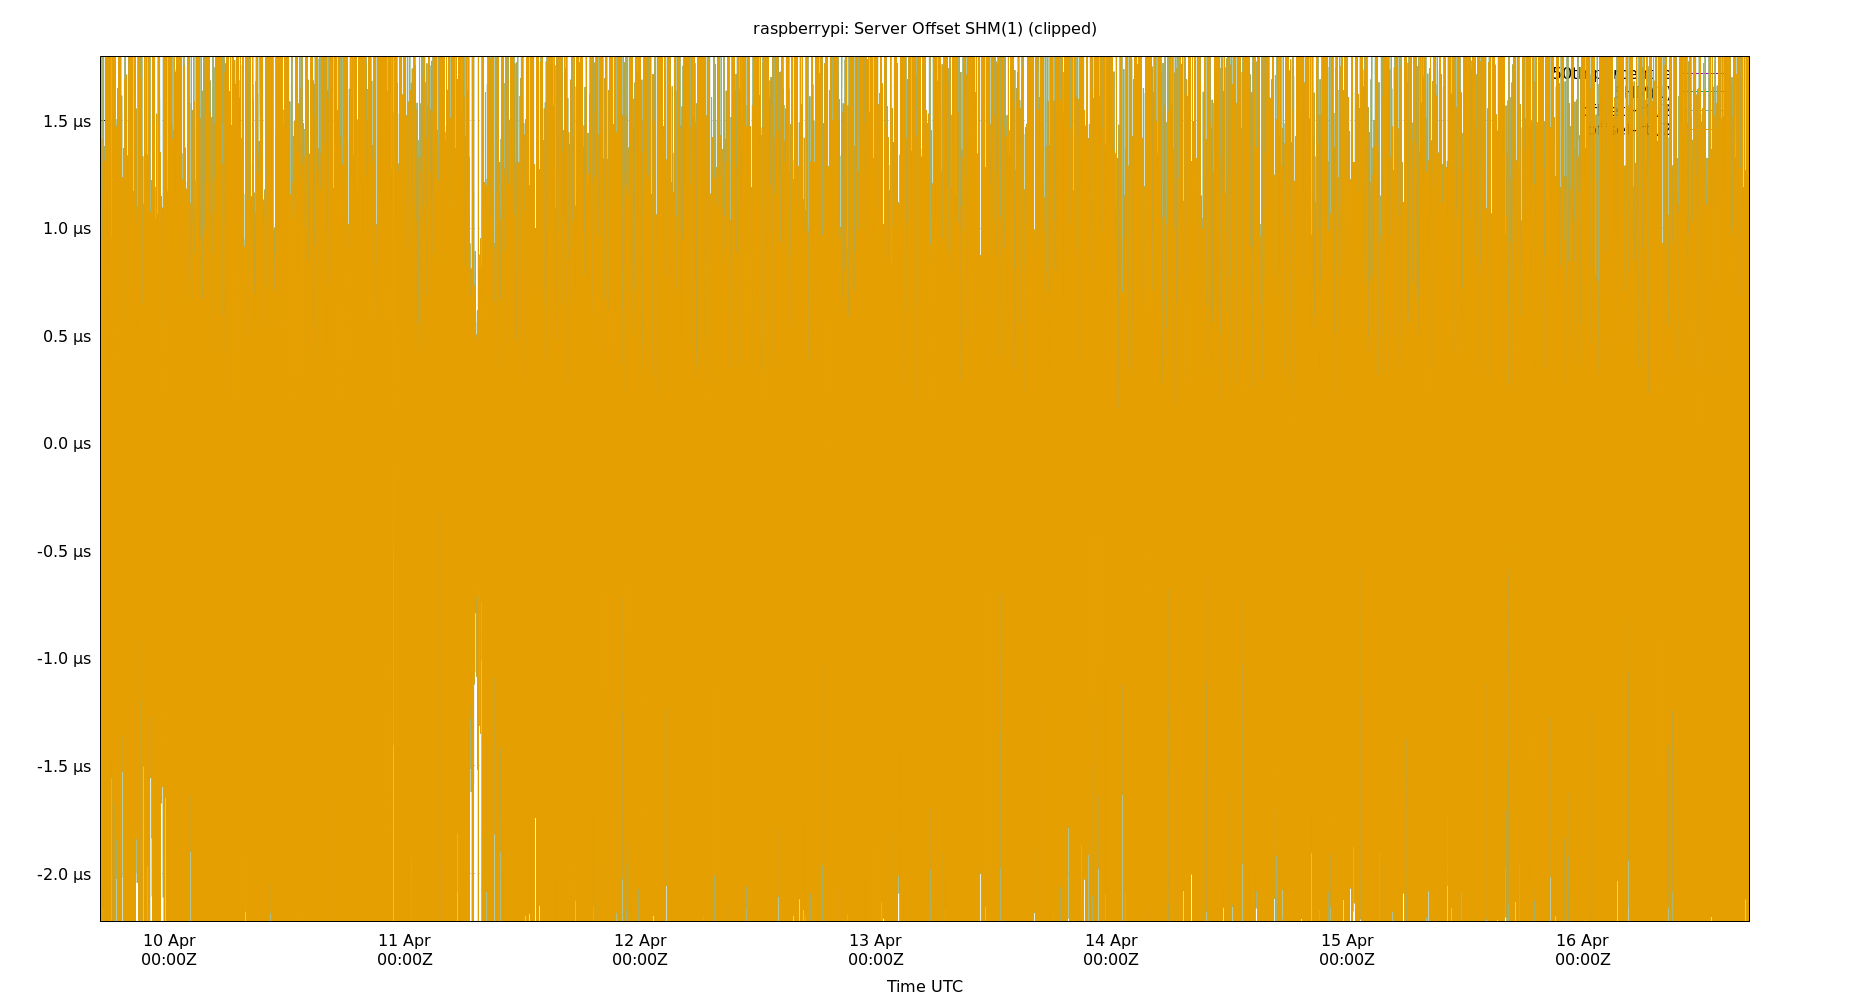 raspberrypi: Server Offset SHM(1) (clipped)
1.5 µs
1.0 µs
0.5 µs
0.0 µs
-0.5 µs
-1.0 µs
-1.5 µs
-2.0 µs
10 Apr 11 Apr 12 Apr 13 Apr 14 Apr 15 Apr 16 Apr
00:00Z 00:00Z 00:00Z 00:00Z 00:00Z 00:00Z 00:00Z
Time UTC